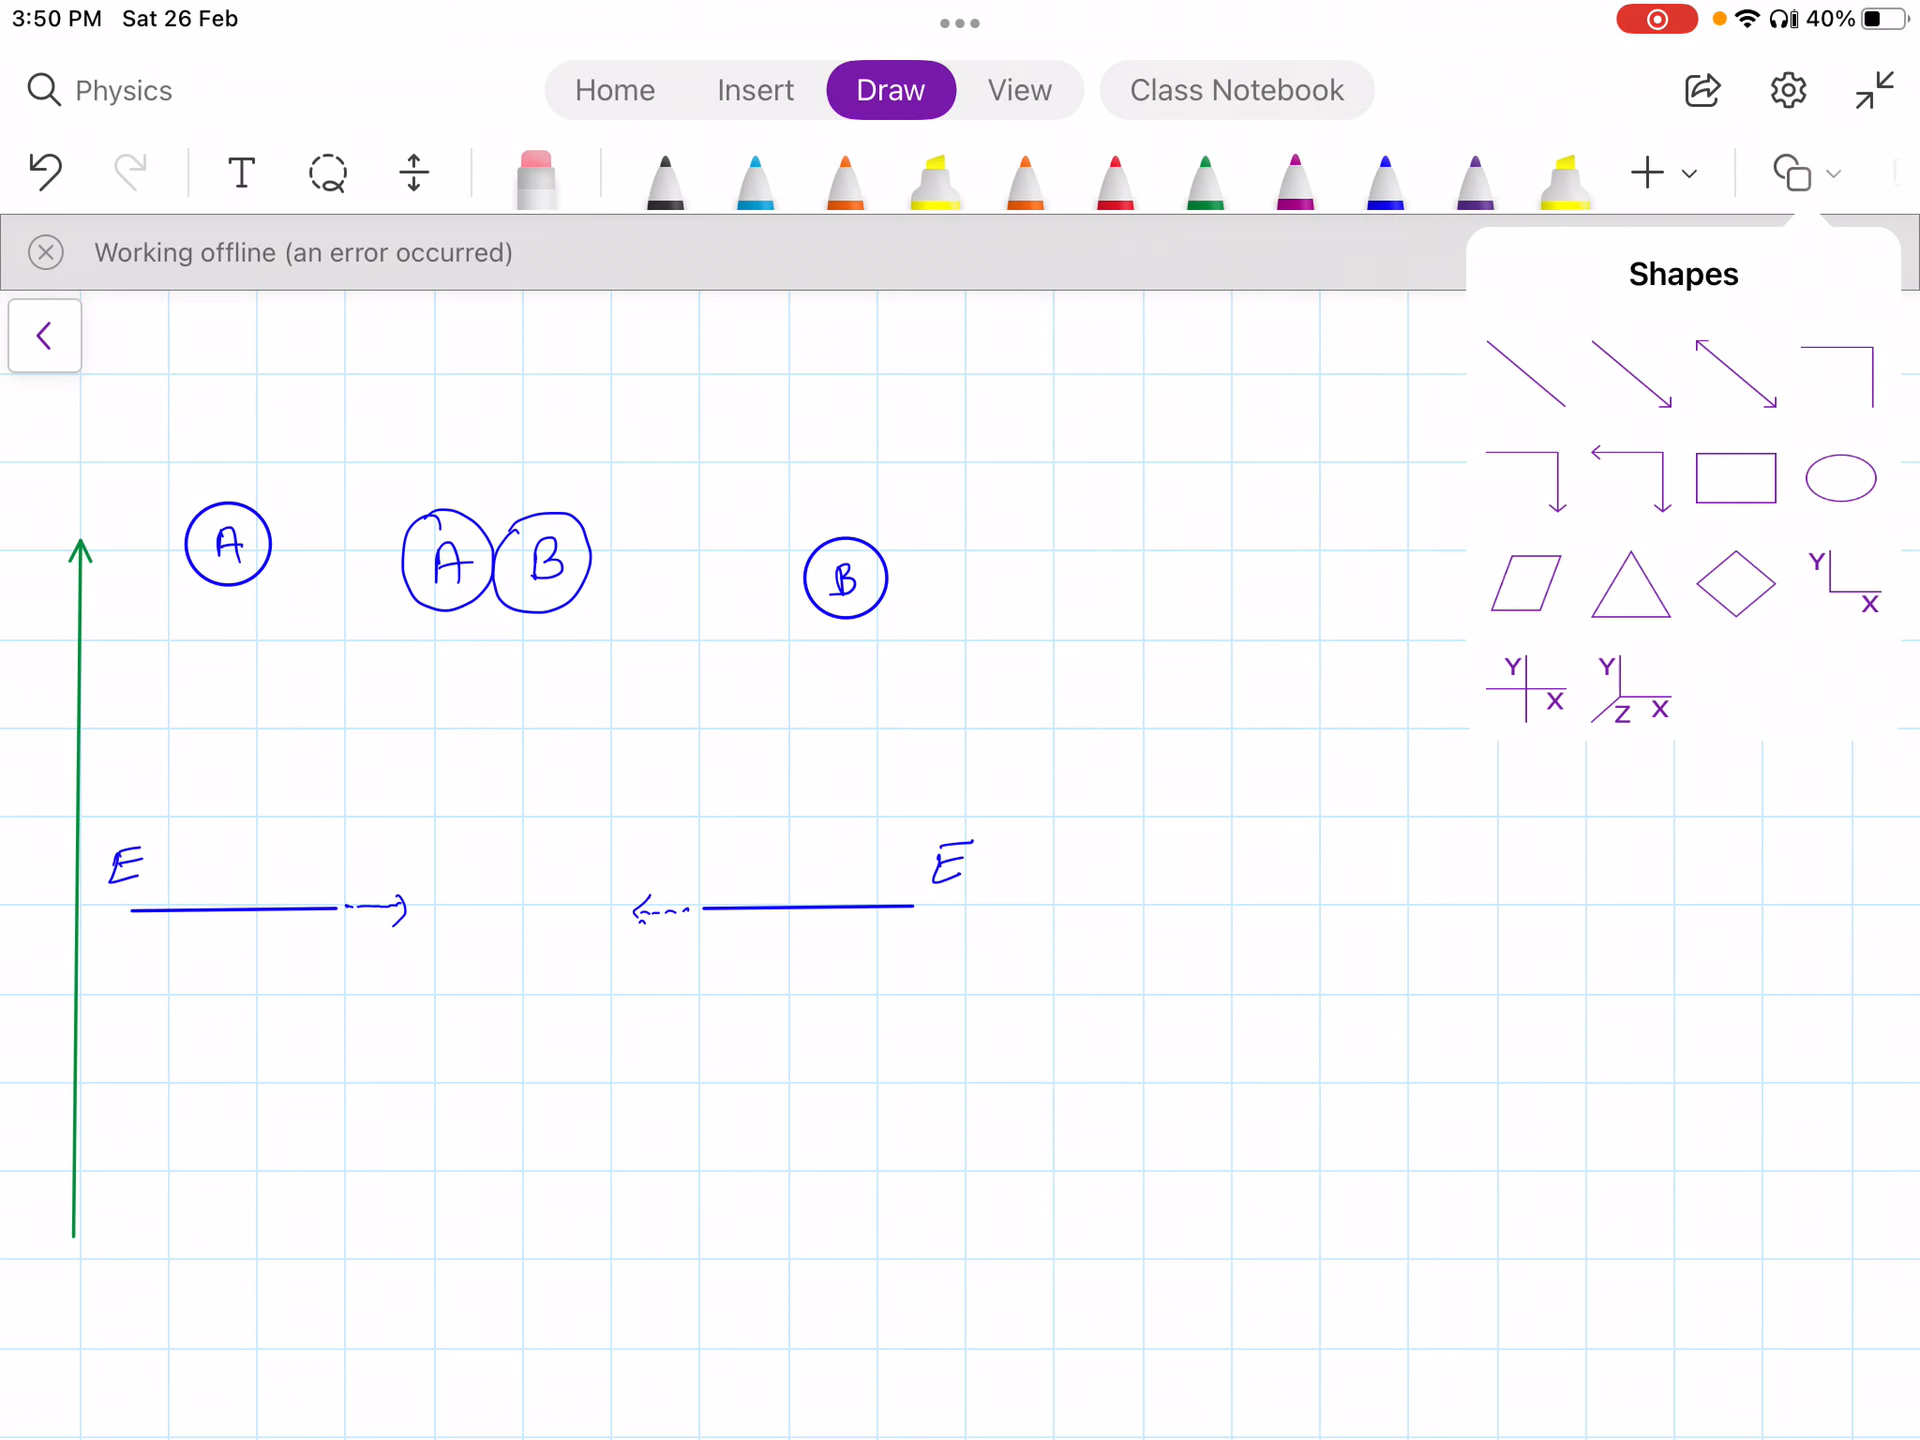 3:50 PM Sat 26 Feb 40%
Physics Home Insert Draw View Class Notebook
T
Working offline (an error occurred)
Shapes
Y
X
Y
X
Y
Z X
A A B B
E E